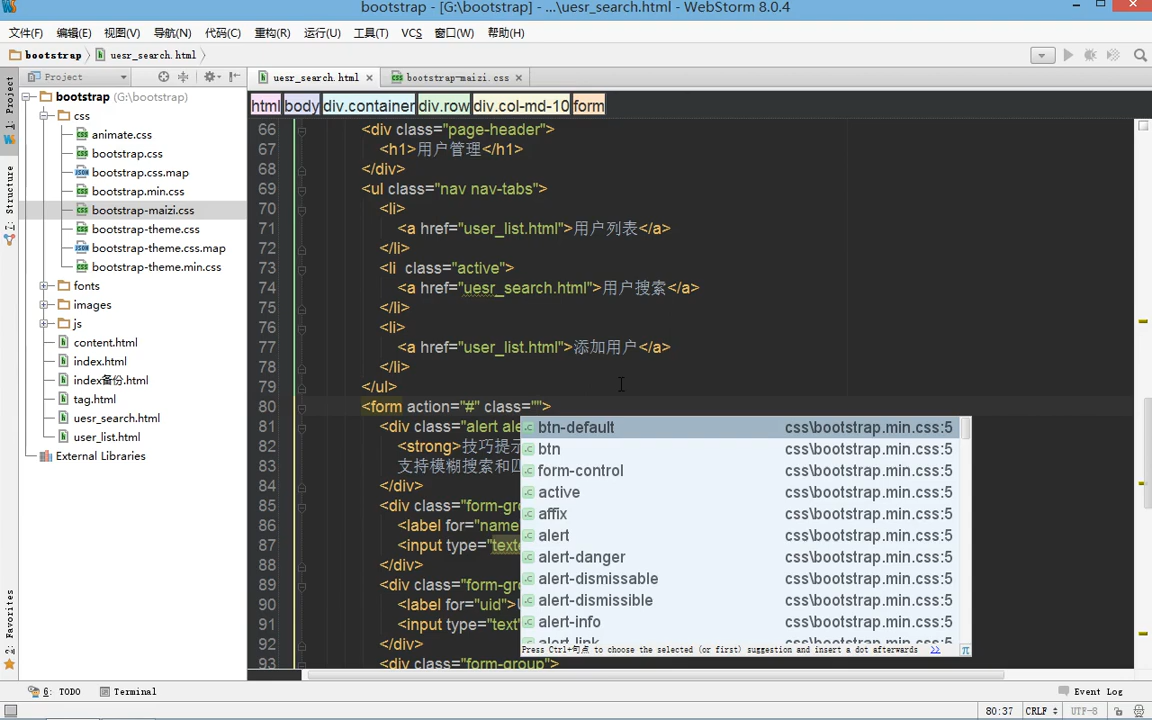 bootstrap - [G:\bootstrap] - ...\uesr_search.html - WebStorm 8.0.4
文件(F) 编辑(E) 视图(V) 导航(N) 代码(C) 重构(R) 运行(U) 工具(T) VCS 窗口(W) 帮助(H)
bootstrap uesr_search.html
Project uesr_search.html bootstrap-maizi.css
1: Project
7: Structure
2: Favorites
bootstrap (G:\bootstrap)
css
animate.css
bootstrap.css
bootstrap.css.map
bootstrap.min.css
bootstrap-maizi.css
bootstrap-theme.css
bootstrap-theme.css.map
bootstrap-theme.min.css
fonts
images
js
content.html
index.html
index备份.html
tag.html
uesr_search.html
user_list.html
External Libraries
html body div.container div.row div.col-md-10 form
66 <div class="page-header">
67 <h1>用户管理</h1>
68 </div>
69 <ul class="nav nav-tabs">
70 <li>
71 <a href="user_list.html">用户列表</a>
72 </li>
73 <li class="active">
74 <a href="uesr_search.html">用户搜索</a>
75 </li>
76 <li>
77 <a href="user_list.html">添加用户</a>
78 </li>
79 </ul>
80 <form action="#" class="">
81 <div class="alert ale
82 <strong>技巧提示
83 支持模糊搜索和匹
84 </div>
85 <div class="form-gr
86 <label for="name
87 <input type="text
88 </div>
89 <div class="form-gr
90 <label for="uid">
91 <input type="text"
92 </div>
93 <div class="form-group">
btn-default css\bootstrap.min.css:5
btn css\bootstrap.min.css:5
form-control css\bootstrap.min.css:5
active css\bootstrap.min.css:5
affix css\bootstrap.min.css:5
alert css\bootstrap.min.css:5
alert-danger css\bootstrap.min.css:5
alert-dismissable css\bootstrap.min.css:5
alert-dismissible css\bootstrap.min.css:5
alert-info css\bootstrap.min.css:5
alert-link css\bootstrap.min.css:5
Press Ctrl+句点 to choose the selected (or first) suggestion and insert a dot afterwards >> π
6: TODO Terminal Event Log
80:37 CRLF UTF-8